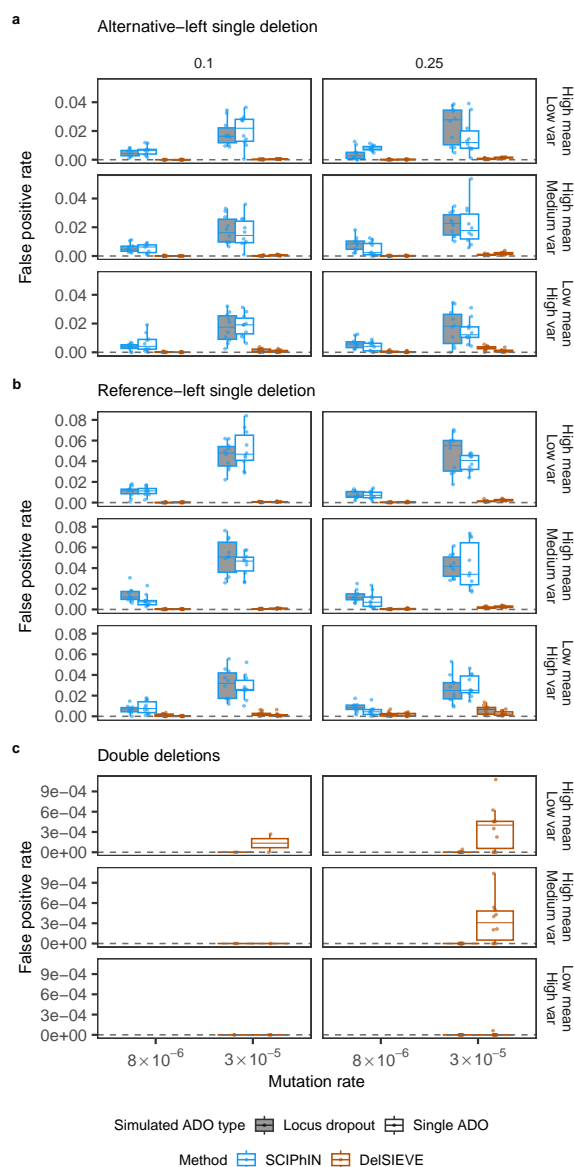 a
Alternative−left single deletion
0.1
0.25
0.04
0.02
0.00
High mean
Low var
0.04
0.02
0.00
High mean
Medium var
0.04
0.02
0.00
Low mean
High var
False positive rate
b
Reference−left single deletion
0.08
0.06
0.04
0.02
0.00
High mean
Low var
0.08
0.06
0.04
0.02
0.00
High mean
Medium var
0.08
0.06
0.04
0.02
0.00
Low mean
High var
False positive rate
c
Double deletions
9e−04
6e−04
3e−04
0e+00
High mean
Low var
9e−04
6e−04
3e−04
0e+00
High mean
Medium var
9e−04
6e−04
3e−04
0e+00
Low mean
High var
False positive rate
8 × 10⁻⁶
3 × 10⁻⁵
8 × 10⁻⁶
3 × 10⁻⁵
Mutation rate
Simulated ADO type Locus dropout Single ADO
Method SCIPhIN DelSIEVE